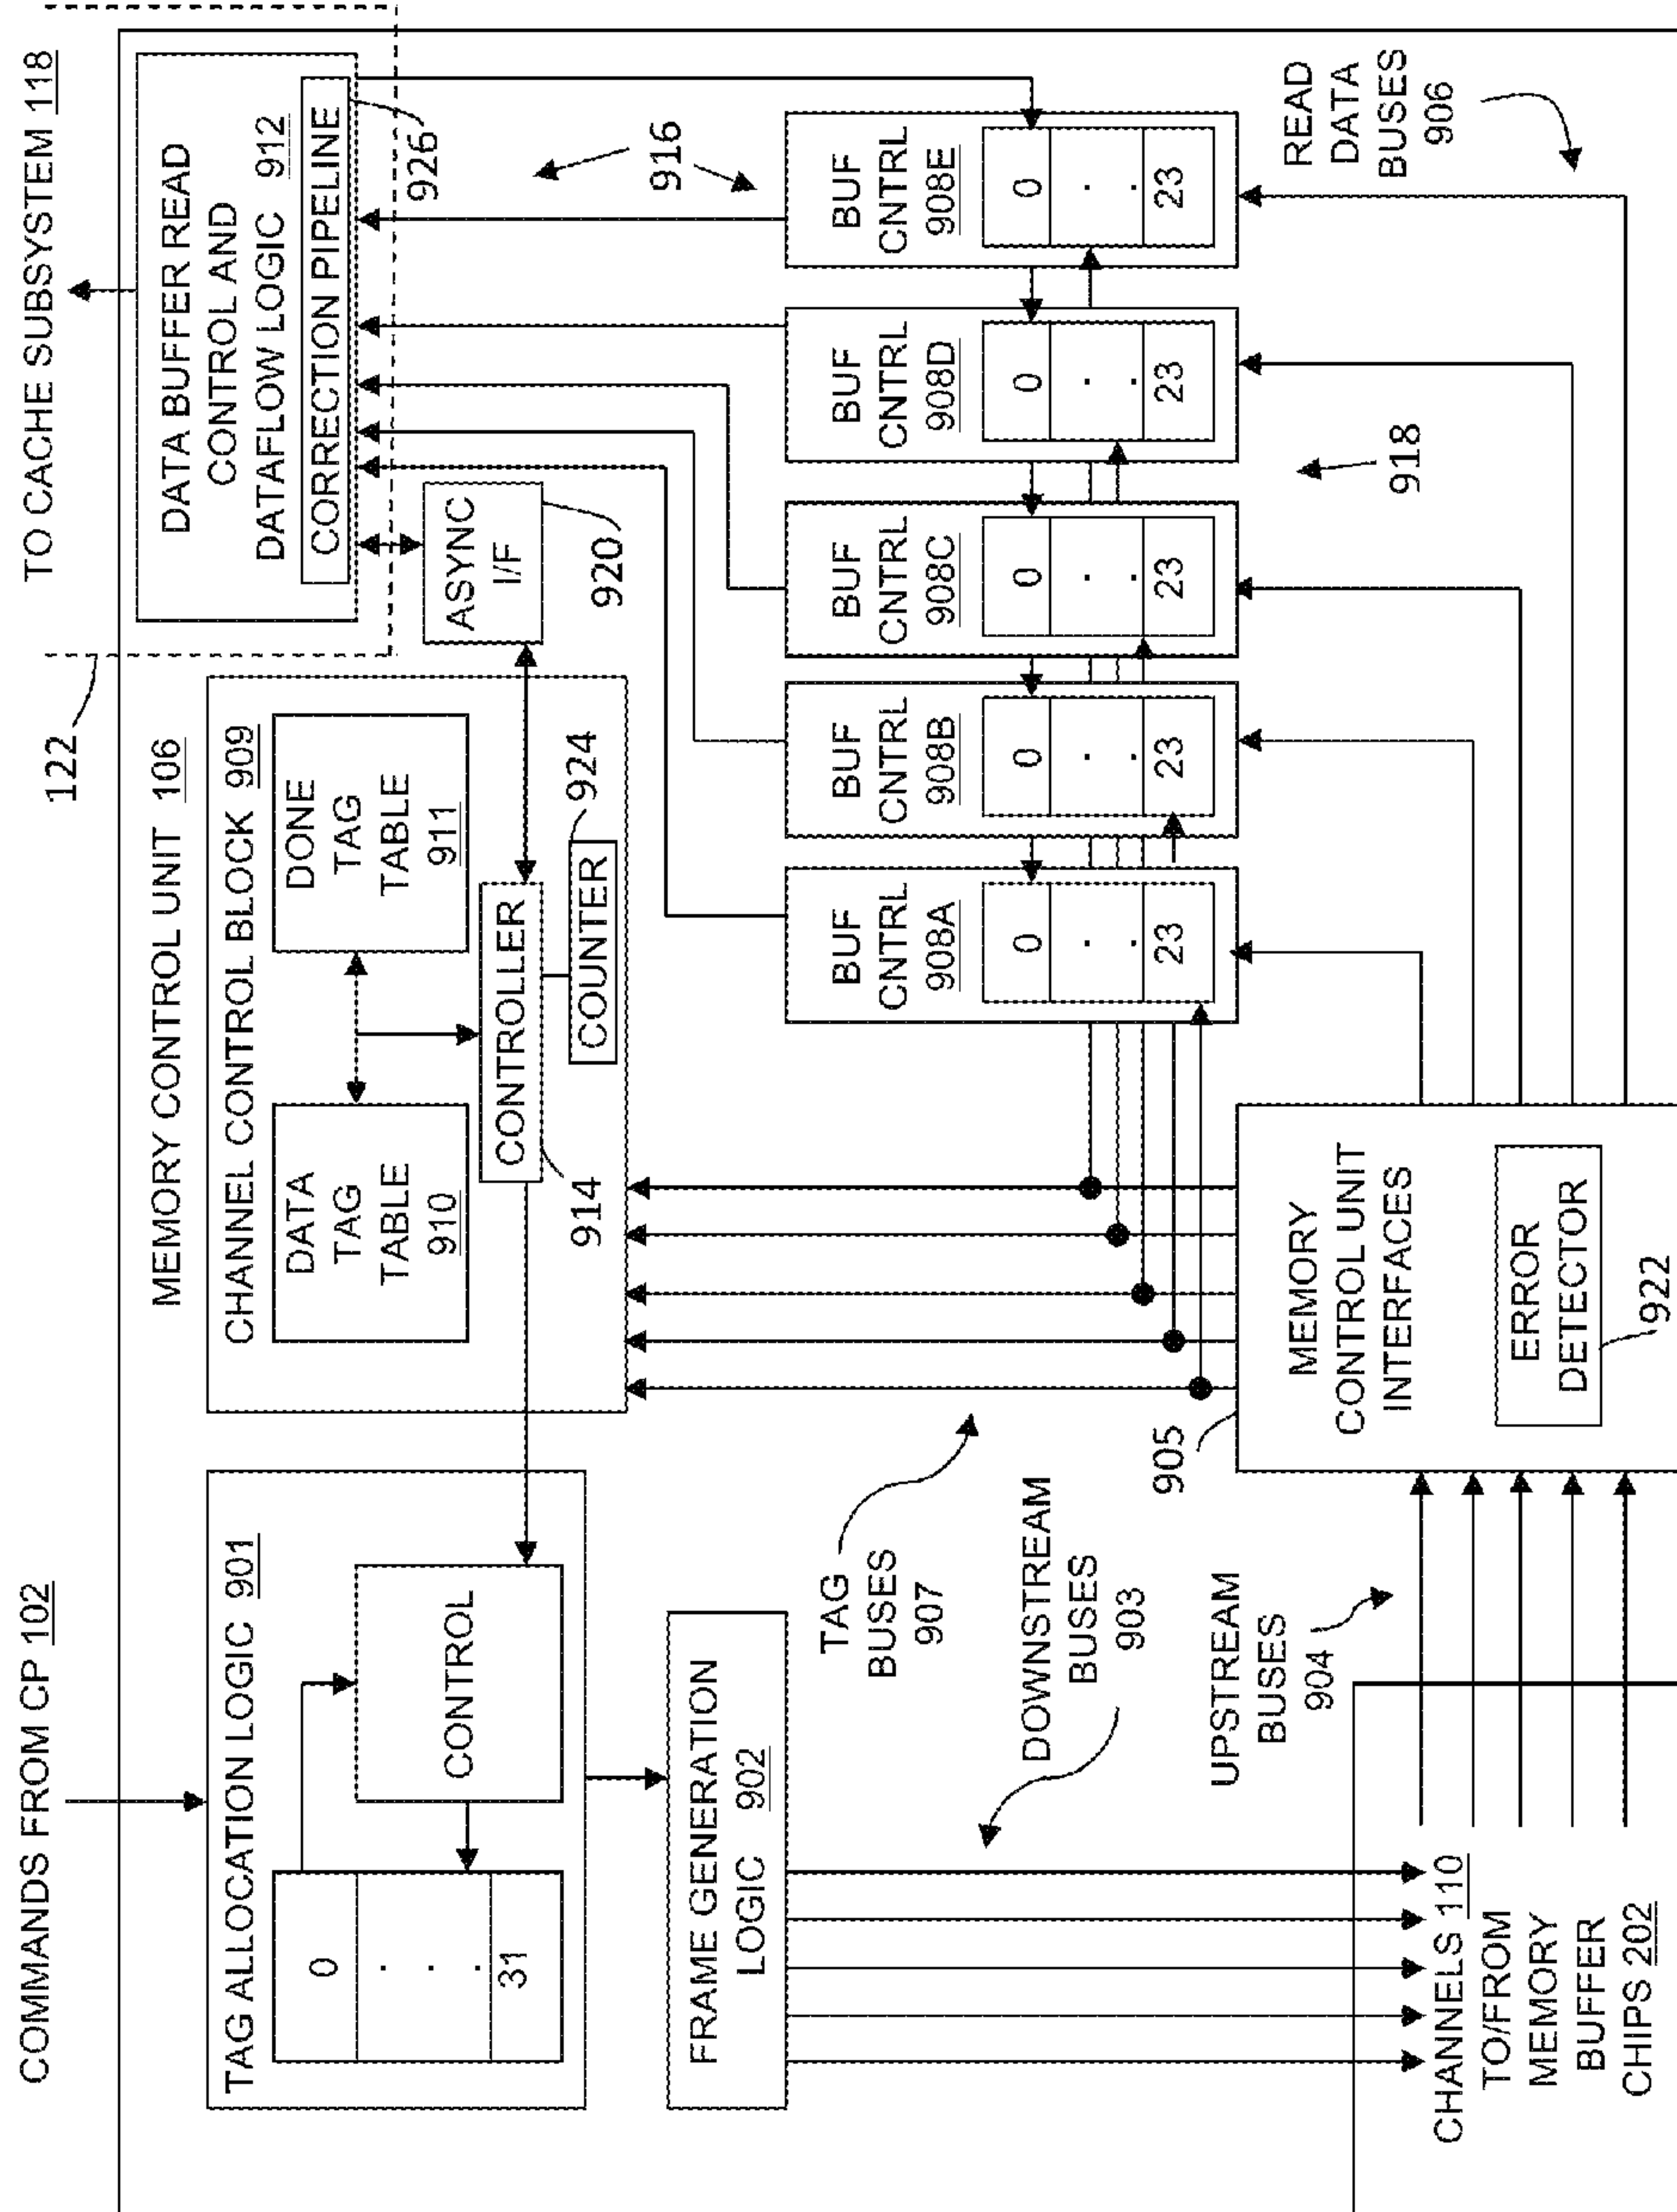 COMMANDS FROM CP 102
TO CACHE SUBSYSTEM 118
122
MEMORY CONTROL UNIT 106
TAG ALLOCATION LOGIC 901
0
.
.
.
31
CONTROL
CHANNEL CONTROL BLOCK 909
DATA
TAG
TABLE
910
DONE
TAG
TABLE
911
CONTROLLER
914
COUNTER
924
DATA BUFFER READ
CONTROL AND
DATAFLOW LOGIC 912
CORRECTION PIPELINE
926
ASYNC
I/F
920
916
FRAME GENERATION
LOGIC 902
BUF
CNTRL
908A
0
.
.
23
BUF
CNTRL
908B
0
.
.
23
BUF
CNTRL
908C
0
.
.
23
BUF
CNTRL
908D
0
.
.
23
BUF
CNTRL
908E
0
.
.
23
TAG
BUSES
907
DOWNSTREAM
BUSES
903
918
READ
DATA
BUSES
906
UPSTREAM
BUSES
904
905
MEMORY
CONTROL UNIT
INTERFACES
ERROR
DETECTOR
922
CHANNELS 110
TO/FROM
MEMORY
BUFFER
CHIPS 202